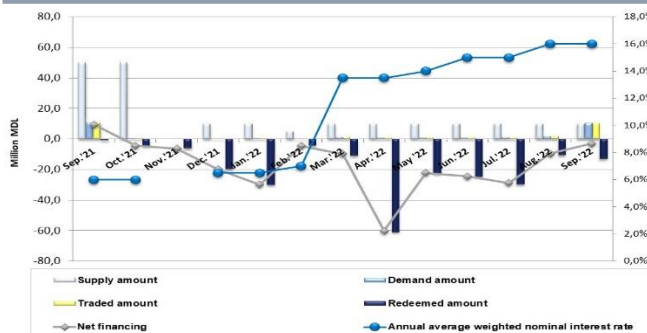 80,0
60,0
40,0
20,0
0,0
-20,0
-40,0
-60,0
-80,0
Million MDL
18,0%
16,0%
14,0%
12,0%
10,0%
8,0%
6,0%
4,0%
2,0%
0,0%
Sep.'21
Oct.'21
Nov.'21
Dec.'21
Jan.'22
Feb.'22
Mar.'22
Apr.'22
May '22
Jun.'22
Jul.'22
Aug.'22
Sep.'22
Supply amount
Demand amount
Traded amount
Redeemed amount
Net financing
Annual average weighted nominal interest rate